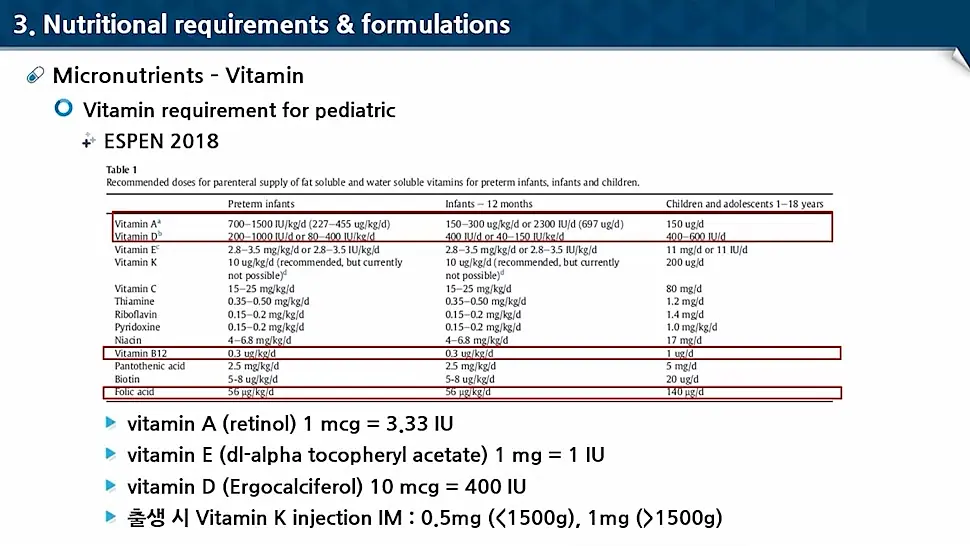 3. Nutritional requirements & formulations
Micronutrients - Vitamin
Vitamin requirement for pediatric
ESPEN 2018
Table 1
Recommended doses for parenteral supply of fat soluble and water soluble vitamins for preterm infants, infants and children.
Preterm infants Infants – 12 months Children and adolescents 1–18 years
Vitamin Aᵃ 700–1500 IU/kg/d (227–455 ug/kg/d) 150–300 ug/kg/d or 2300 IU/d (697 ug/d) 150 ug/d
Vitamin Dᵇ 200–1000 IU/d or 80–400 IU/kg/d 400 IU/d or 40–150 IU/kg/d 400–600 IU/d
Vitamin Eᶜ 2.8–3.5 mg/kg/d or 2.8–3.5 IU/kg/d 2.8–3.5 mg/kg/d or 2.8–3.5 IU/kg/d 11 mg/d or 11 IU/d
Vitamin K 10 ug/kg/d (recommended, but currently 10 ug/kg/d (recommended, but currently 200 ug/d
not possible)ᵈ not possible)ᵈ
Vitamin C 15–25 mg/kg/d 15–25 mg/kg/d 80 mg/d
Thiamine 0.35–0.50 mg/kg/d 0.35–0.50 mg/kg/d 1.2 mg/d
Riboflavin 0.15–0.2 mg/kg/d 0.15–0.2 mg/kg/d 1.4 mg/d
Pyridoxine 0.15–0.2 mg/kg/d 0.15–0.2 mg/kg/d 1.0 mg/kg/d
Niacin 4–6.8 mg/kg/d 4–6.8 mg/kg/d 17 mg/d
Vitamin B12 0.3 ug/kg/d 0.3 ug/kg/d 1 ug/d
Pantothenic acid 2.5 mg/kg/d 2.5 mg/kg/d 5 mg/d
Biotin 5-8 ug/kg/d 5-8 ug/kg/d 20 ug/d
Folic acid 56 μg/kg/d 56 μg/kg/d 140 μg/d
vitamin A (retinol) 1 mcg = 3.33 IU
vitamin E (dl-alpha tocopheryl acetate) 1 mg = 1 IU
vitamin D (Ergocalciferol) 10 mcg = 400 IU
출생 시 Vitamin K injection IM : 0.5mg (<1500g), 1mg (>1500g)